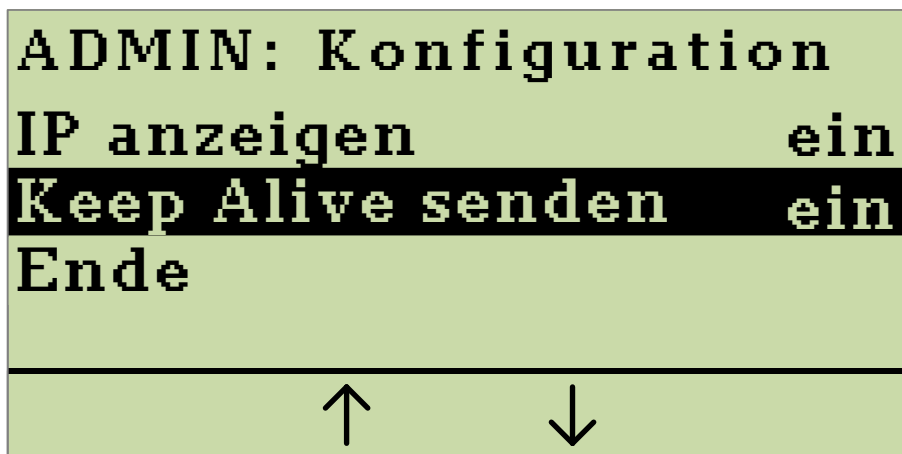 ADMIN: Konfiguration
IP anzeigen ein
Keep Alive senden ein
Ende
↑ ↓